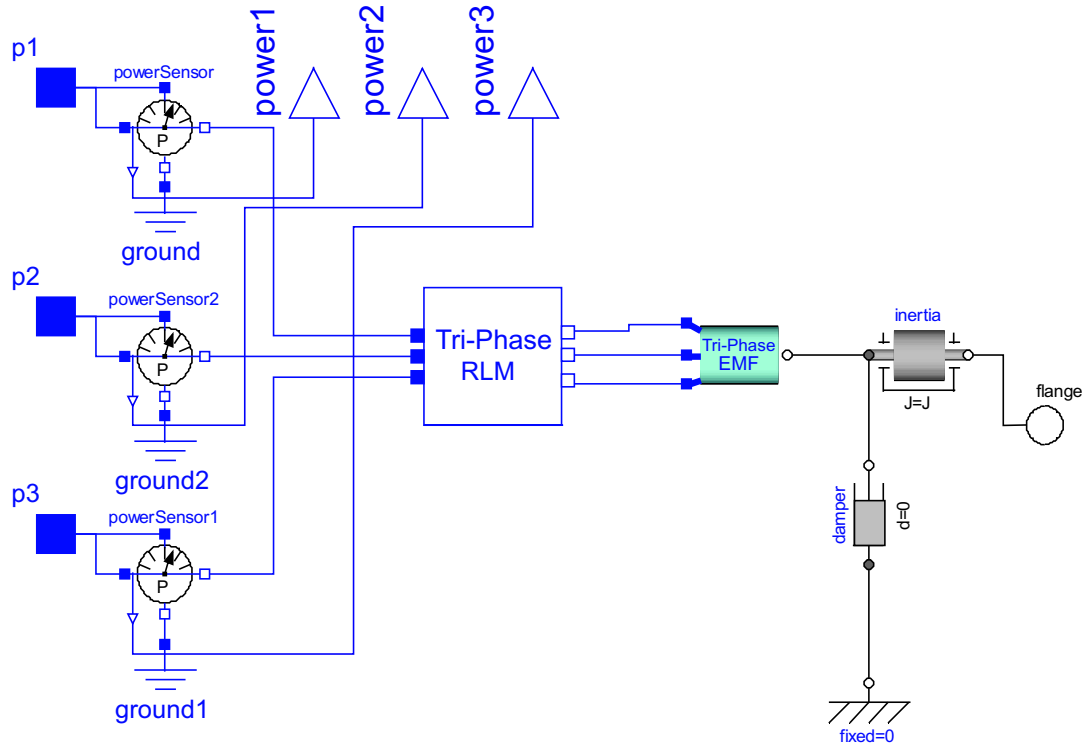 power1
power2
power3
p1
powerSensor
P
ground
p2
powerSensor2
P
ground2
Tri-Phase
RLM
Tri-Phase
EMF
inertia
J=J
flange
p3
powerSensor1
P
ground1
damper
d=0
fixed=0